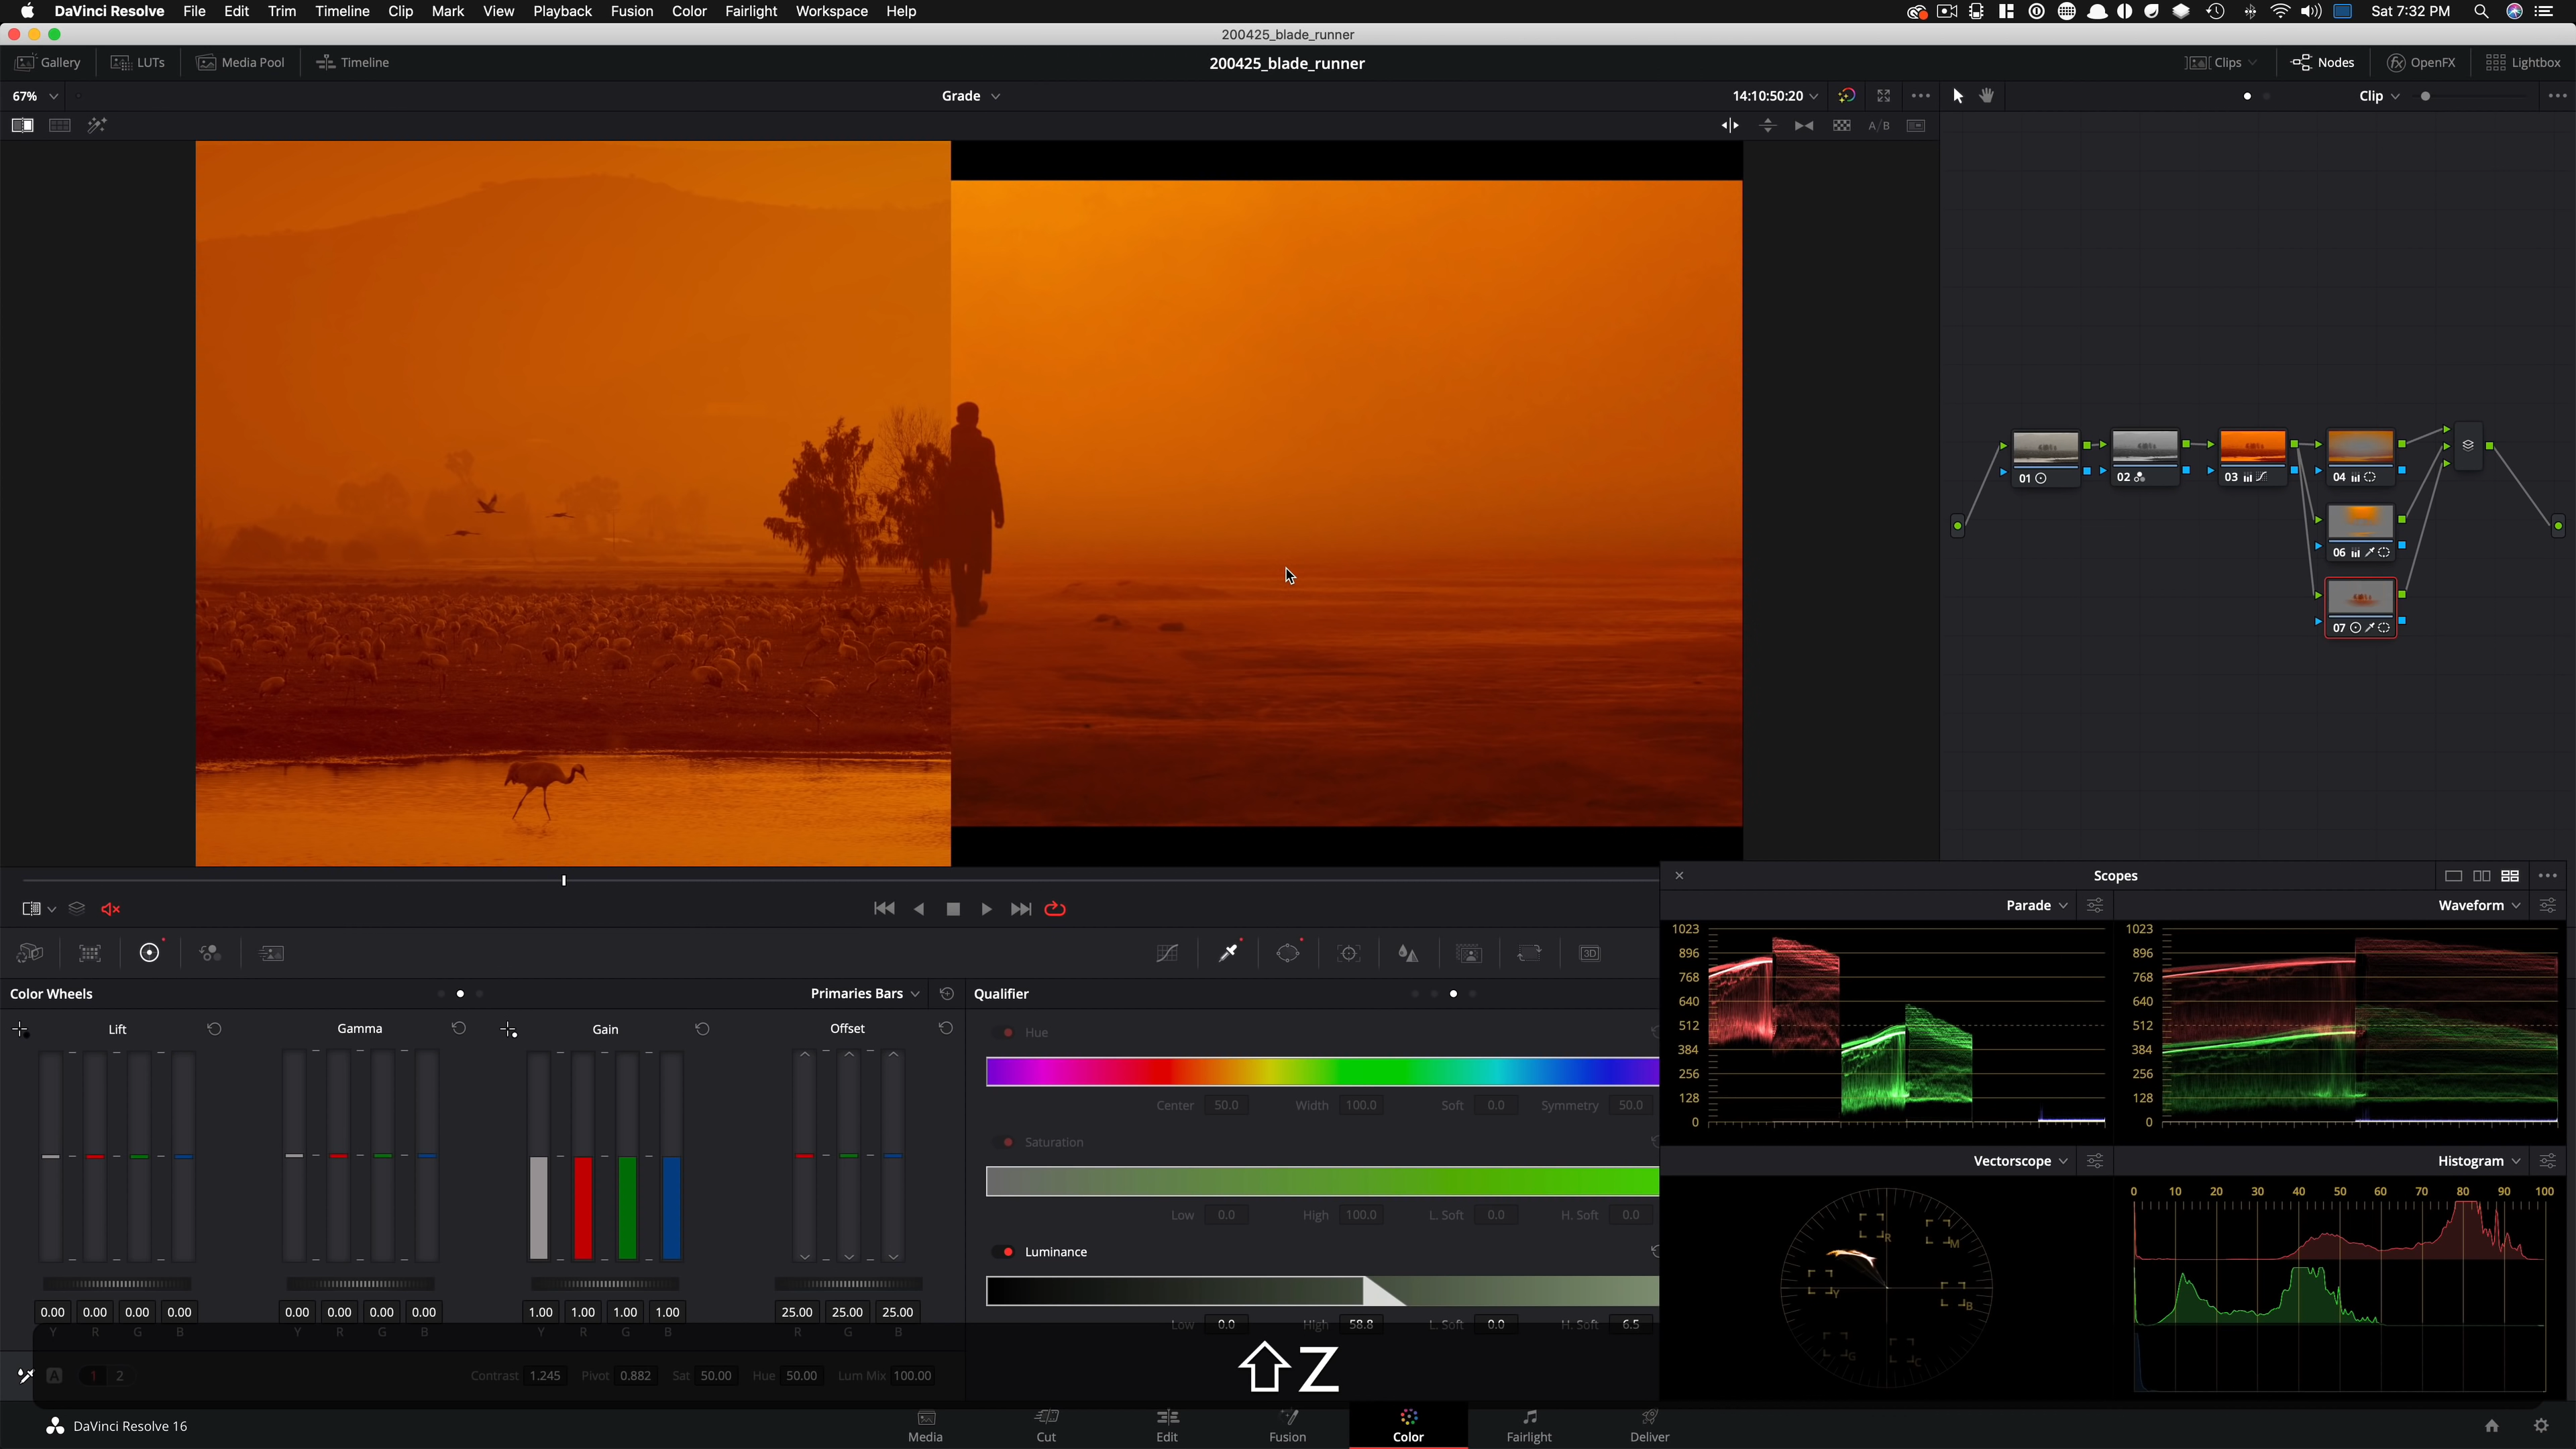 DaVinci Resolve File Edit Trim Timeline Clip Mark View Playback Fusion Color Fairlight Workspace Help Sat 7:32 PM
200425_blade_runner
Gallery LUTs Media Pool Timeline 200425_blade_runner Clips Nodes OpenFX Lightbox
67% Grade 14:10:50:20 Clip
A/B
01 02 03 04
06
07
Scopes
Parade Waveform
3D
Color Wheels Primaries Bars Qualifier
Lift Gamma Gain Offset
Hue
Center 50.0 Width 100.0 Soft 0.0 Symmetry 50.0
Saturation
Low 0.0 High 100.0 L. Soft 0.0 H. Soft 0.0
Luminance
Low 0.0 High 58.8 L. Soft 0.0 H. Soft 6.5
0.00 0.00 0.00 0.00 0.00 0.00 0.00 0.00 1.00 1.00 1.00 1.00 25.00 25.00 25.00
Y R G B Y R G B Y R G B R G B
A 1 2 Contrast 1.245 Pivot 0.882 Sat 50.00 Hue 50.00 Lum Mix 100.00
⇧Z
1023 1023
896 896
768 768
640 640
512 512
384 384
256 256
128 128
0 0
Vectorscope Histogram
R M B C G Y
0 10 20 30 40 50 60 70 80 90 100
DaVinci Resolve 16 Media Cut Edit Fusion Color Fairlight Deliver